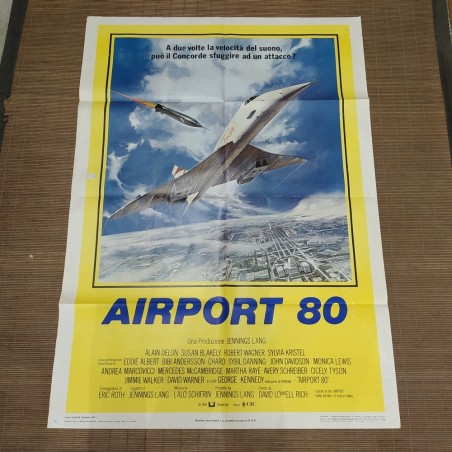 A due volte la velocità del suono,
può il Concorde sfuggire ad un attacco?
AIRPORT 80
Una Produzione JENNINGS LANG
ALAIN DELON SUSAN BLAKELY ROBERT WAGNER SYLVIA KRISTEL
EDDIE ALBERT BIBI ANDERSSON CHARO SYBIL DANNING JOHN DAVIDSON MONICA LEWIS
ANDREA MARCOVICCI MERCEDES McCAMBRIDGE MARTHA RAYE AVERY SCHREIBER CICELY TYSON
JIMMIE WALKER DAVID WARNER e con GEORGE KENNEDY "AIRPORT 80"
ERIC ROTH JENNINGS LANG LALO SCHIFRIN JENNINGS LANG DAVID LOWELL RICH
CIC